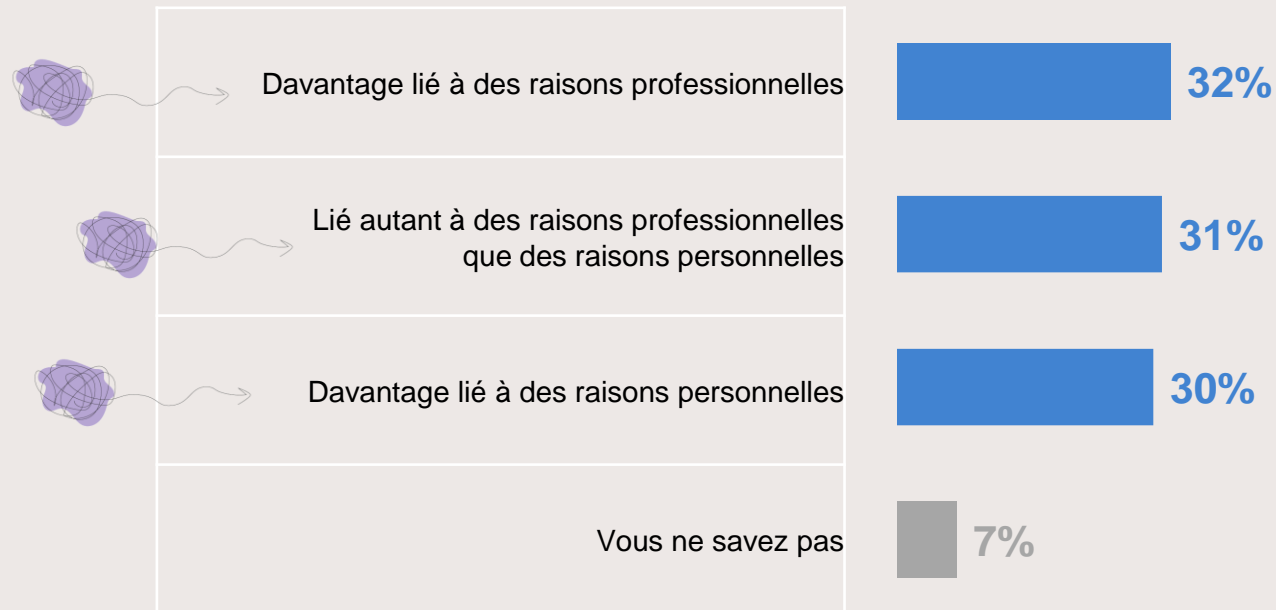 Davantage lié à des raisons professionnelles
32%
Lié autant à des raisons professionnelles
que des raisons personnelles
31%
Davantage lié à des raisons personnelles
30%
Vous ne savez pas
7%